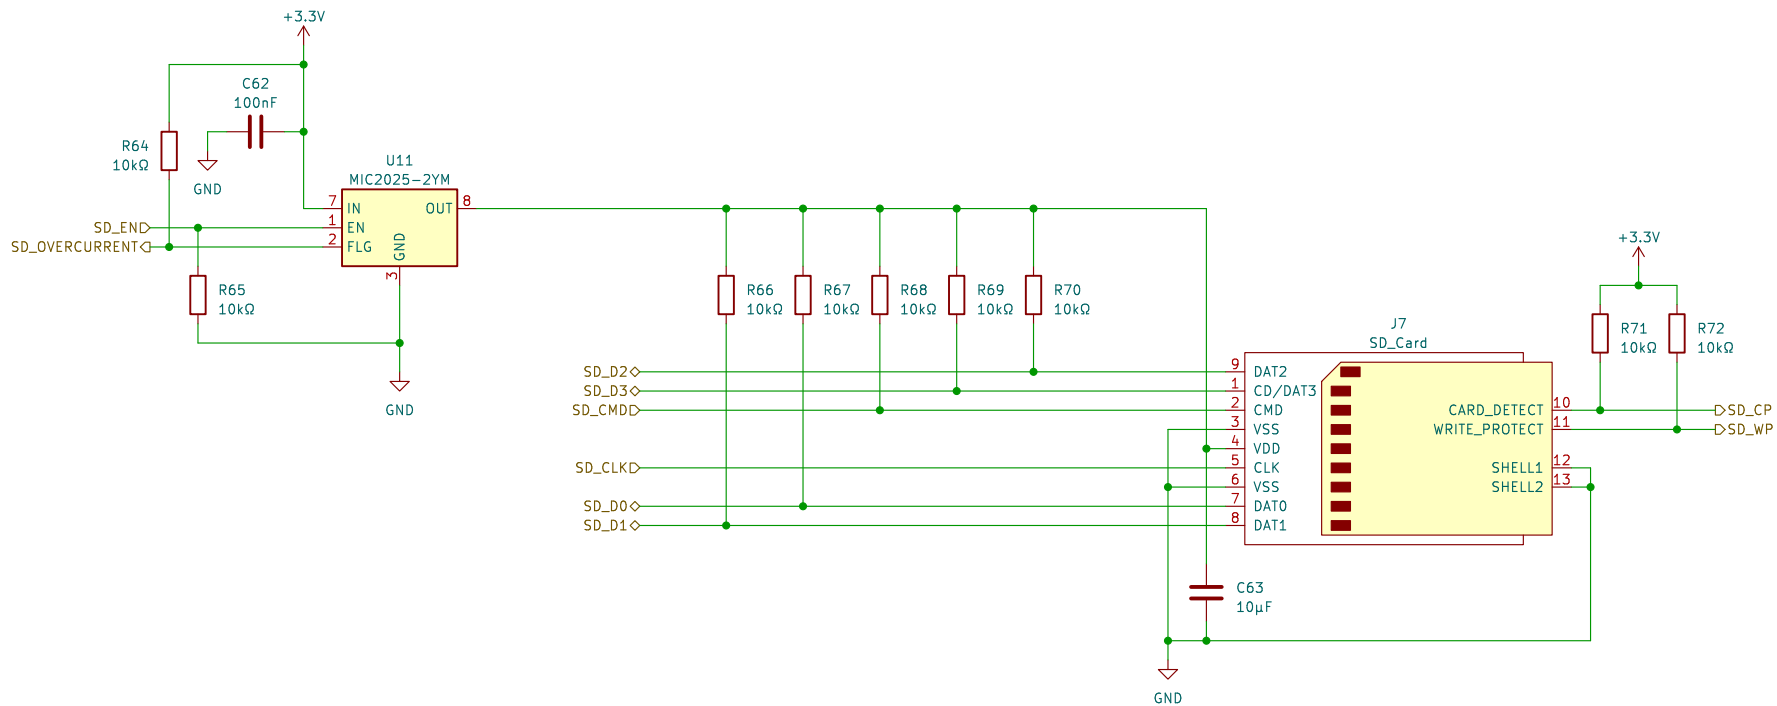 +3.3V
C62
100nF
R64
10kΩ
GND
U11
MIC2025-2YM
7
IN
OUT
8
SD_EN
1
EN
SD_OVERCURRENT
2
FLG
GND
3
R65
10kΩ
GND
R66
10kΩ
R67
10kΩ
R68
10kΩ
R69
10kΩ
R70
10kΩ
+3.3V
R71
10kΩ
R72
10kΩ
J7
SD_Card
SD_D2
9
DAT2
SD_D3
1
CD/DAT3
SD_CMD
2
CMD
3
VSS
4
VDD
SD_CLK
5
CLK
6
VSS
SD_D0
7
DAT0
SD_D1
8
DAT1
CARD_DETECT
10
SD_CP
WRITE_PROTECT
11
SD_WP
SHELL1
12
SHELL2
13
C63
10µF
GND